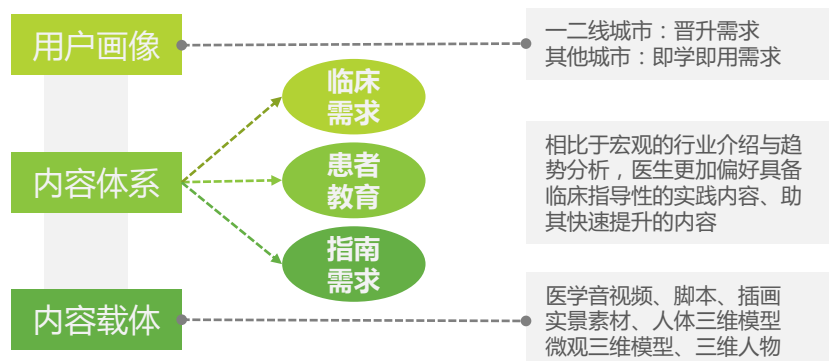 用户画像
一二线城市：晋升需求
其他城市：即学即用需求
内容体系
临床
需求
患者
教育
指南
需求
相比于宏观的行业介绍与趋
势分析，医生更加偏好具备
临床指导性的实践内容、助
其快速提升的内容
内容载体
医学音视频、脚本、插画
实景素材、人体三维模型
微观三维模型、三维人物